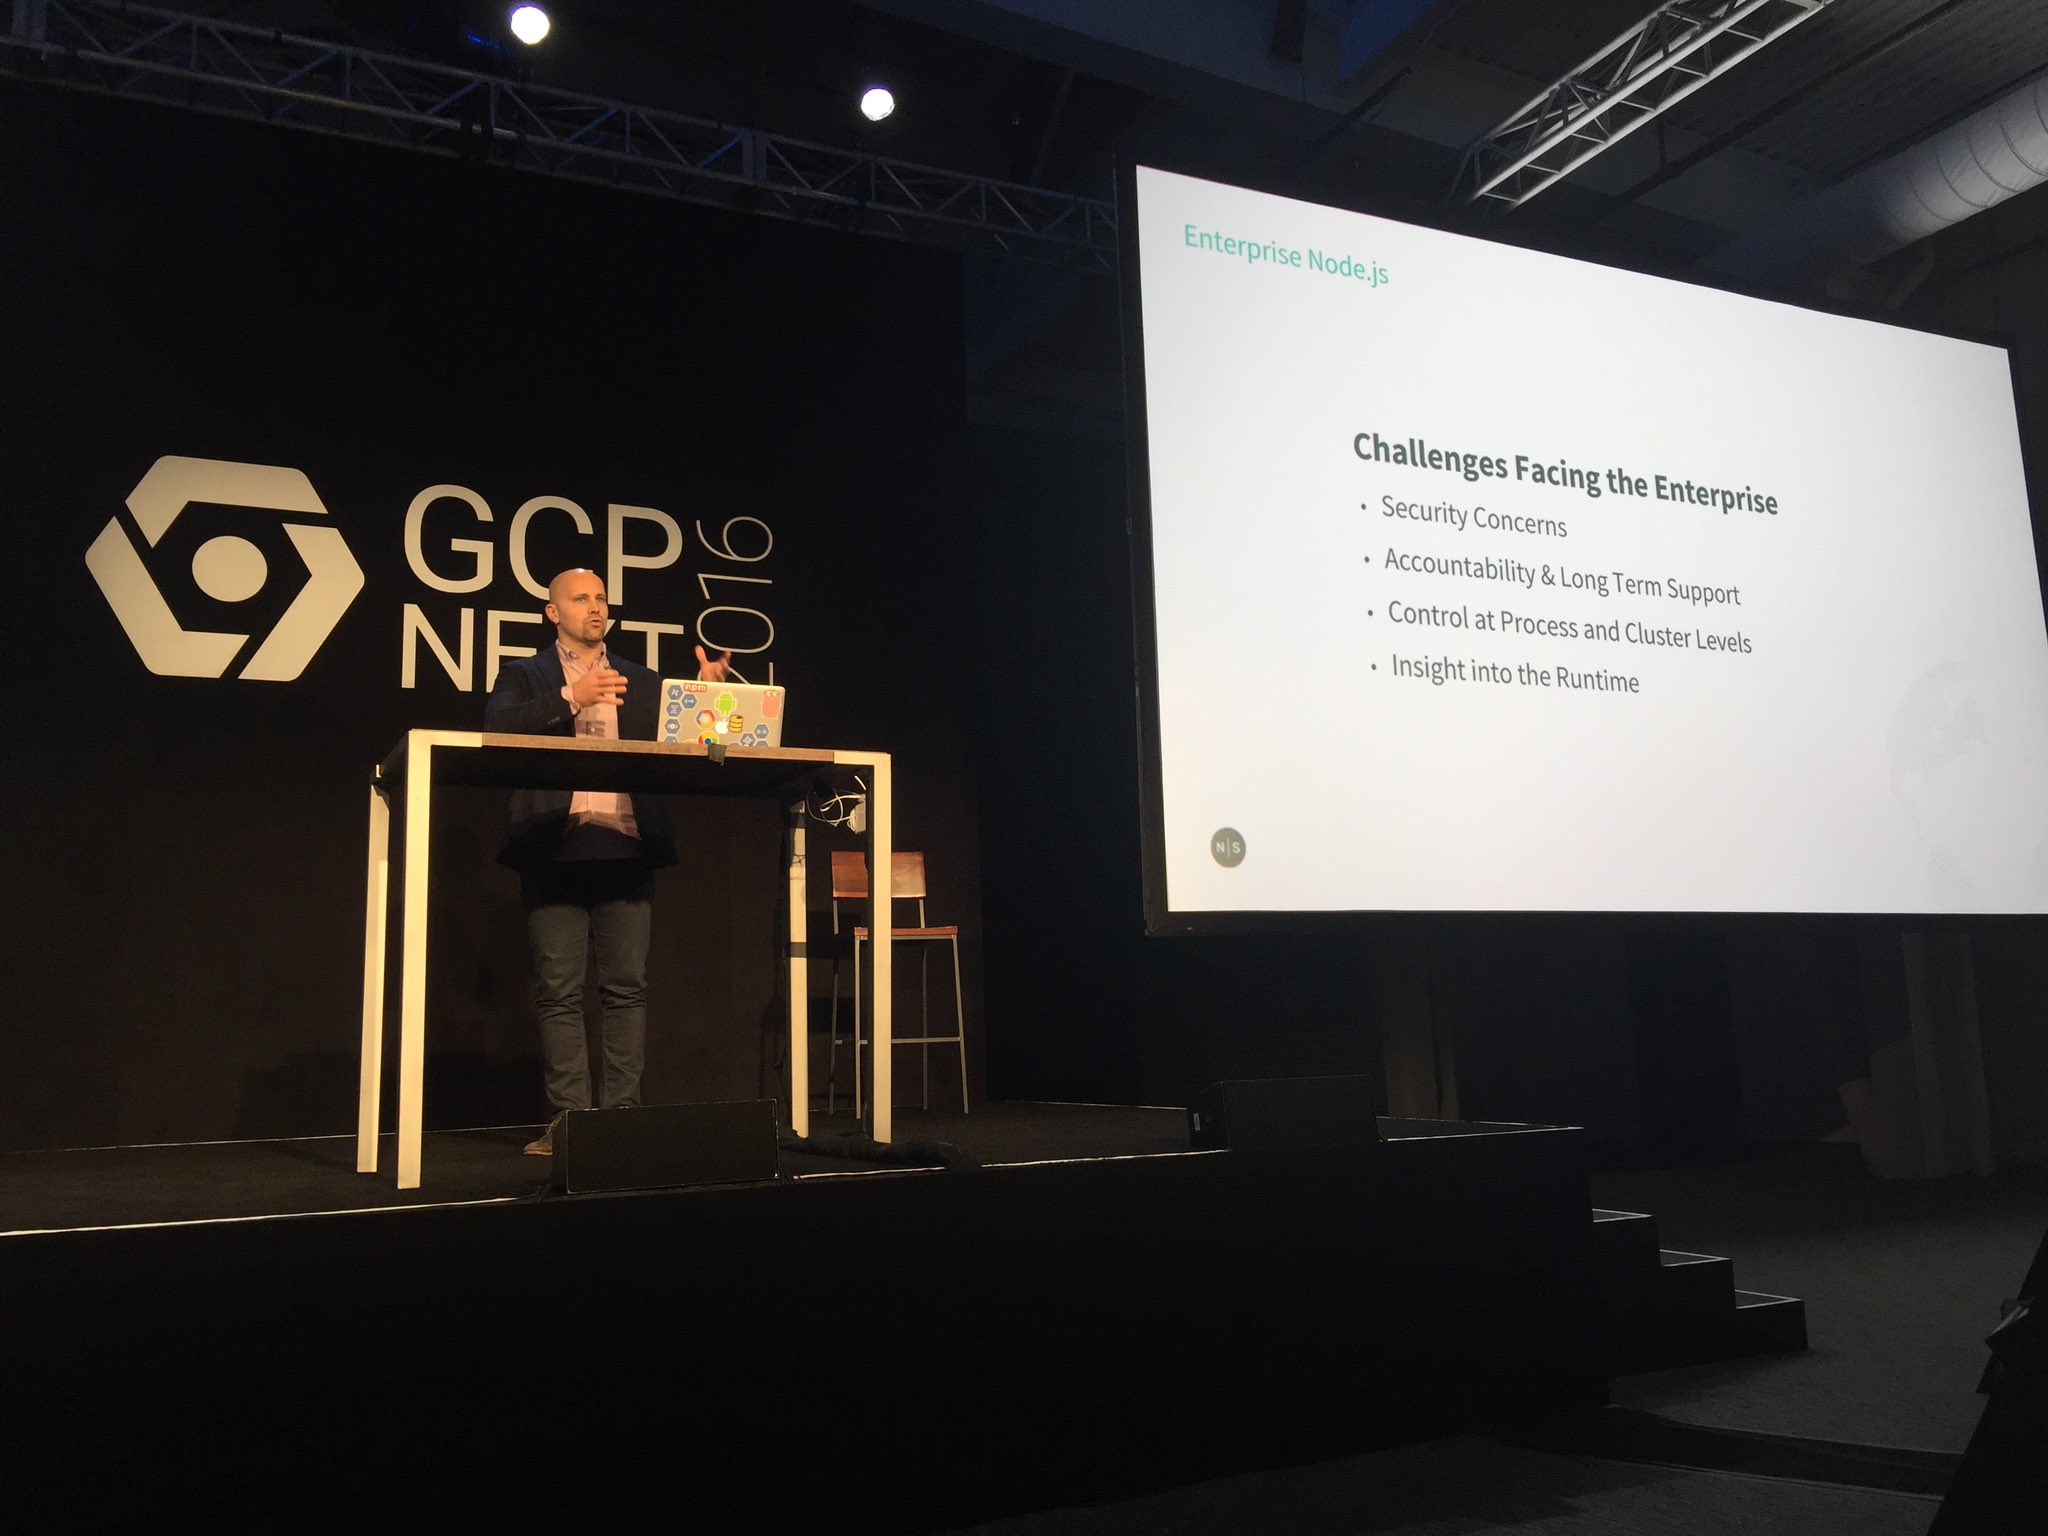 GCP
NEXT
2016
npm
Enterprise Node.js
Challenges Facing the Enterprise
• Security Concerns
• Accountability & Long Term Support
• Control at Process and Cluster Levels
• Insight into the Runtime
N|S